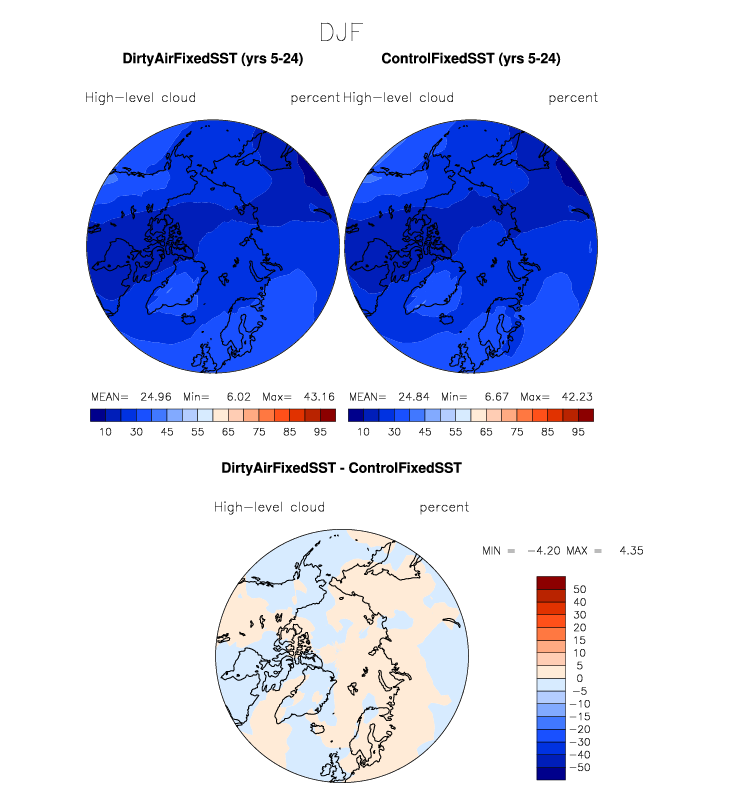 DJF
DirtyAirFixedSST (yrs 5-24) ControlFixedSST (yrs 5-24)
High-level cloud percent High-level cloud percent
MEAN= 24.96 Min= 6.02 Max= 43.16 MEAN= 24.84 Min= 6.67 Max= 42.23
10 30 45 55 65 75 85 95 10 30 45 55 65 75 85 95
DirtyAirFixedSST - ControlFixedSST
High-level cloud percent
MIN = -4.20 MAX = 4.35
50
40
30
20
15
10
5
0
-5
-10
-15
-20
-30
-40
-50